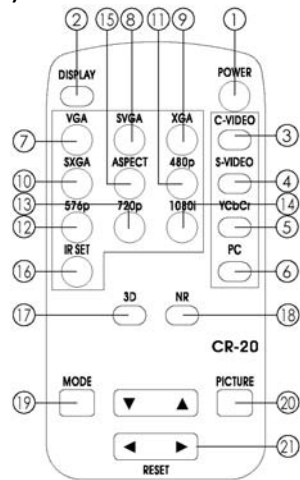 ② ⑮ ⑧ ⑪ ⑨ ①
DISPLAY POWER
VGA SVGA XGA C-VIDEO
⑦ ③
SXGA ASPECT 480p S-VIDEO
⑩ ④
⑬ ⑭
576p 720p 1080i YCbCr
⑫ ⑤
IR SET PC
⑯ ⑥
3D NR
⑰ ⑱
CR-20
MODE PICTURE
⑲ ▼ ▲ ⑳
◄ ► ㉑
RESET